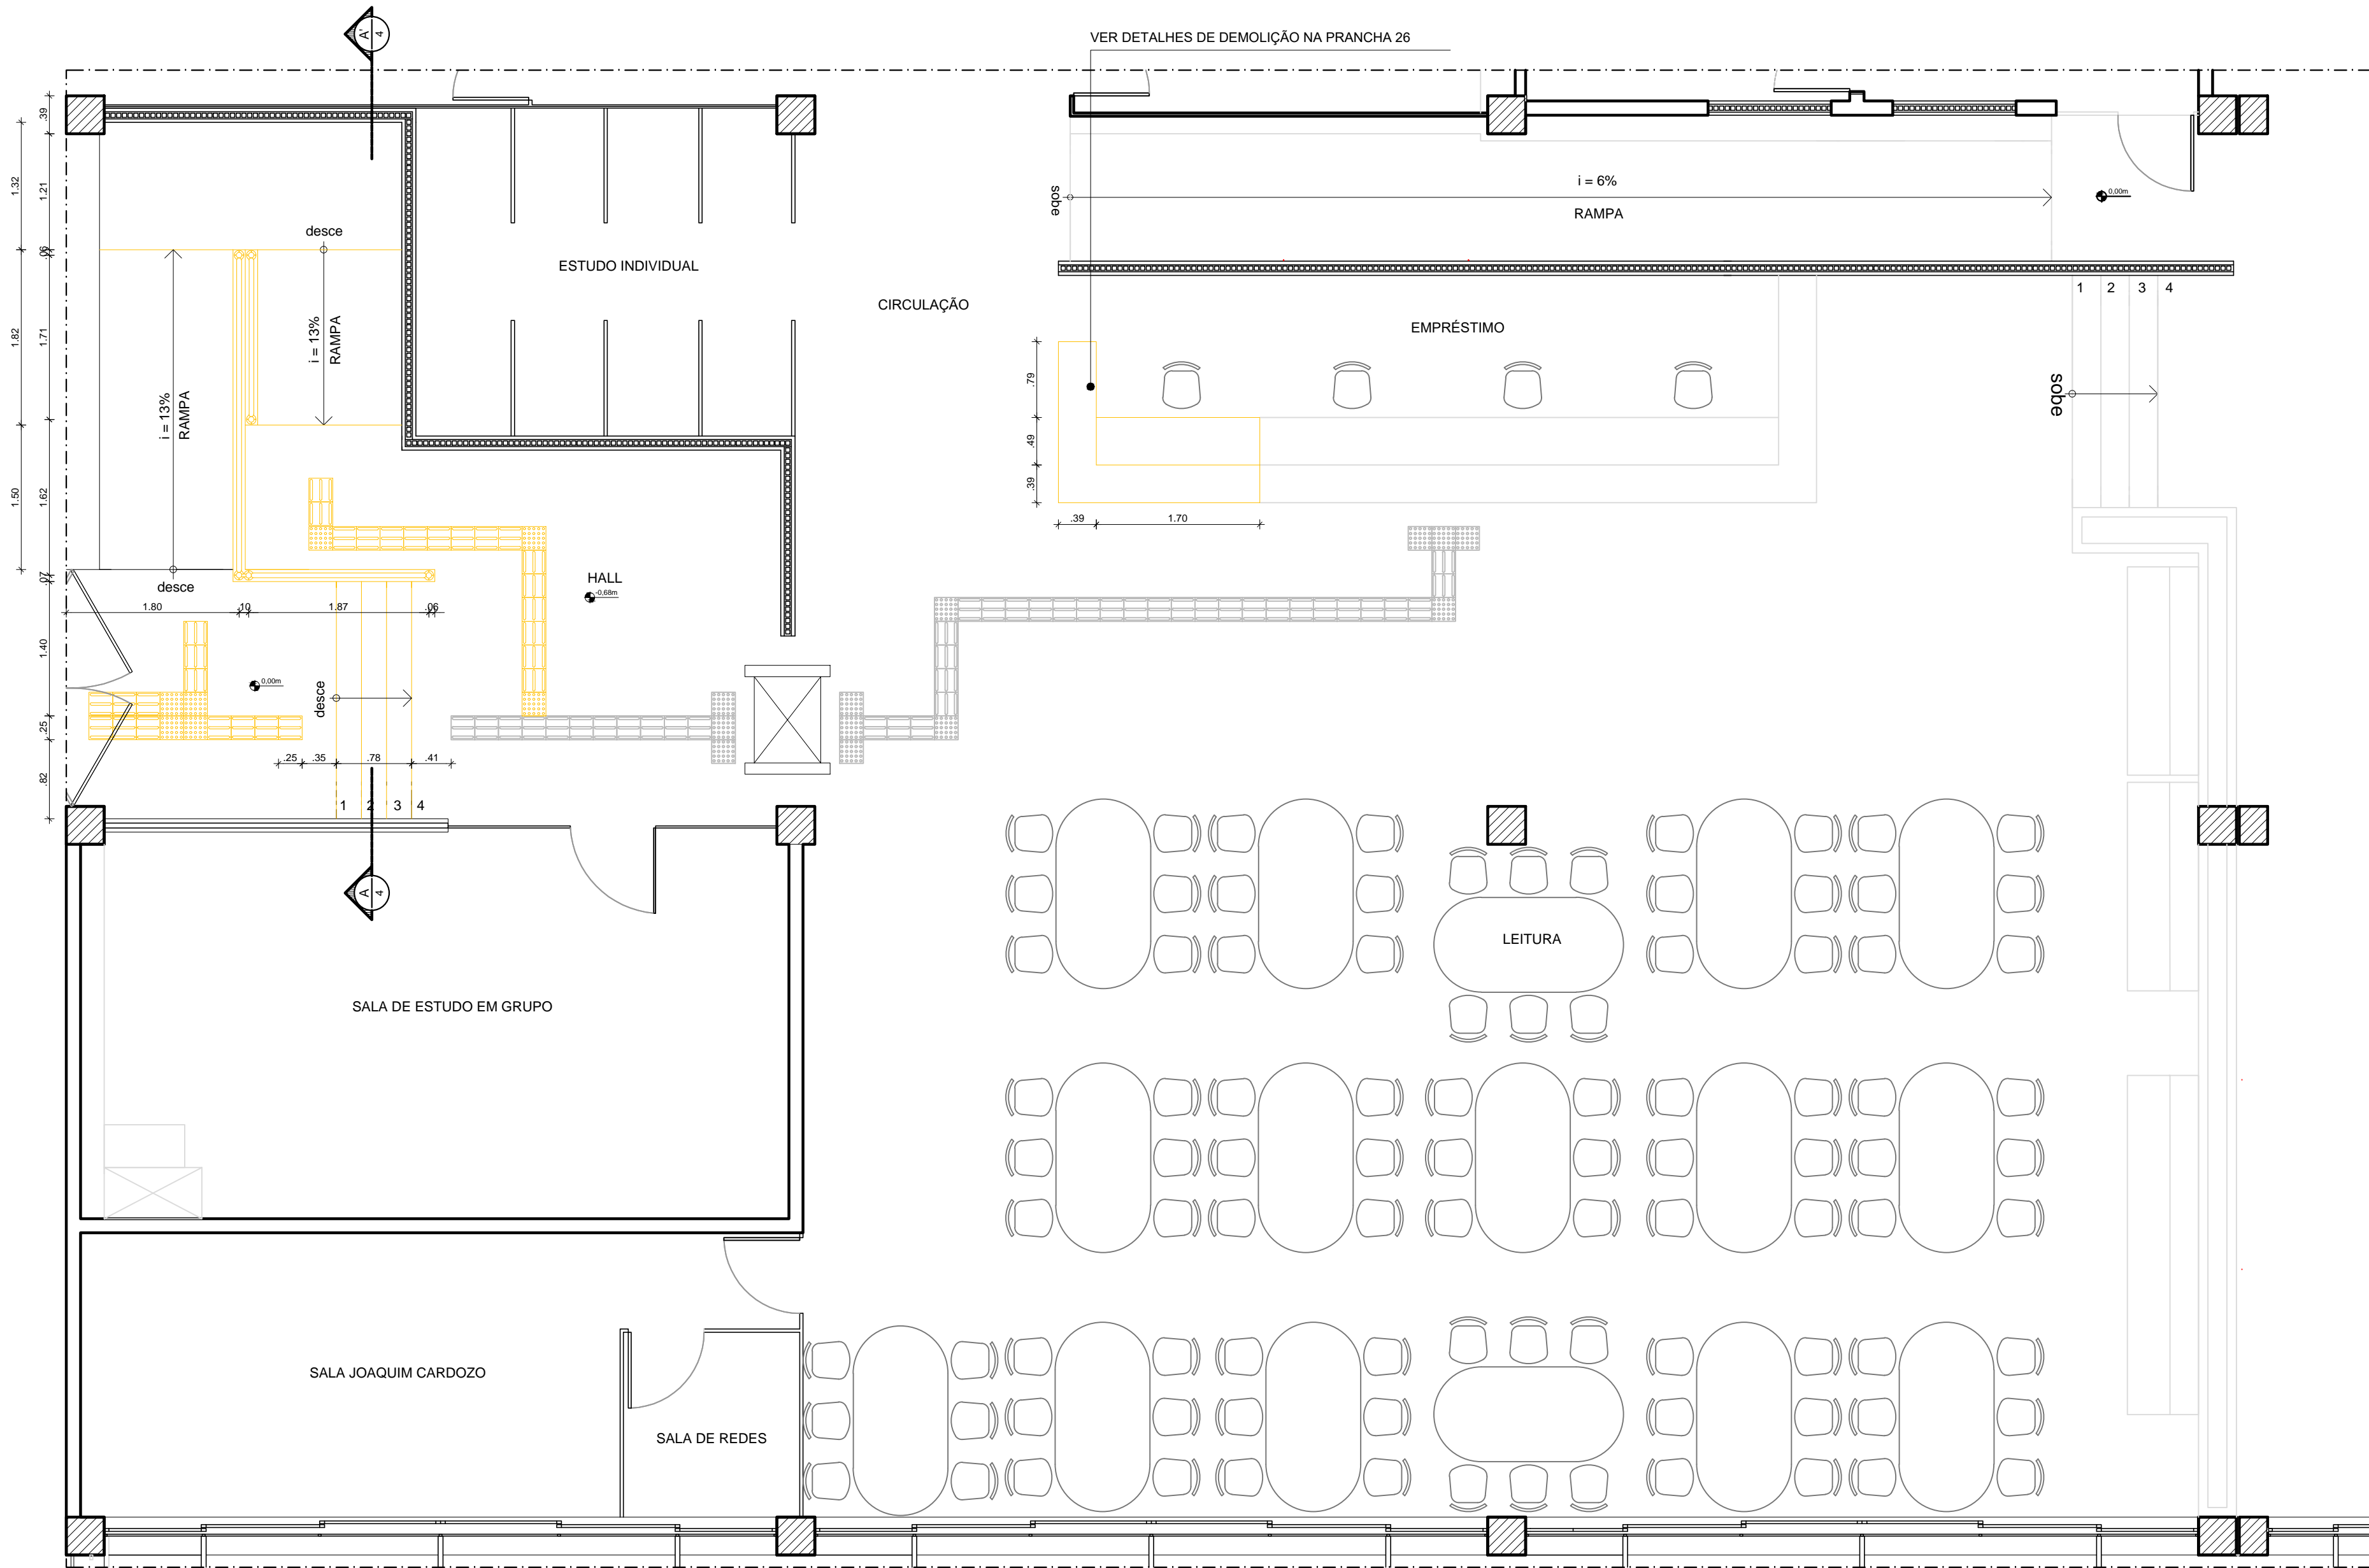 A'
4
VER DETALHES DE DEMOLIÇÃO NA PRANCHA 26
.39
1.32
1.21
.06
1.82
1.71
1.50
1.62
.07
1.40
.25
.82
desce
i = 13%
RAMPA
i = 13%
RAMPA
desce
ESTUDO INDIVIDUAL
CIRCULAÇÃO
sobe
i = 6%
RAMPA
0,00m
EMPRÉSTIMO
1
2
3
4
sobe
.79
.49
.39
.39
1.70
HALL
-0,68m
1.80
.10
1.87
.06
0,00m
desce
.25
.35
.78
.41
1
2
3
4
A
4
LEITURA
SALA DE ESTUDO EM GRUPO
SALA JOAQUIM CARDOZO
SALA DE REDES